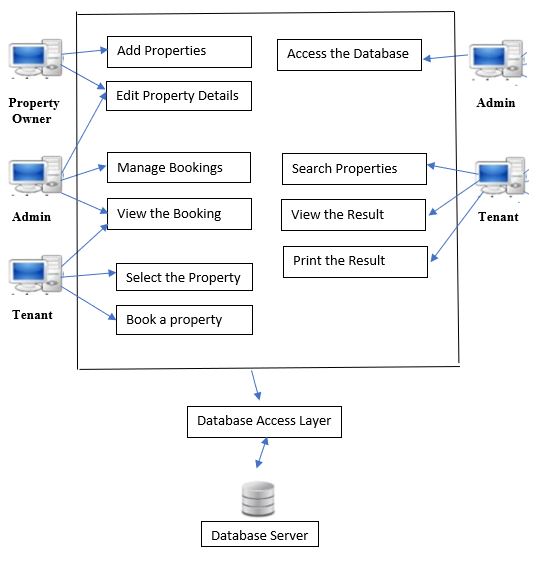 Add Properties
Access the Database
Property
Owner
Edit Property Details
Admin
Manage Bookings
Search Properties
Admin
View the Booking
View the Result
Tenant
Print the Result
Select the Property
Tenant
Book a property
Database Access Layer
Database Server